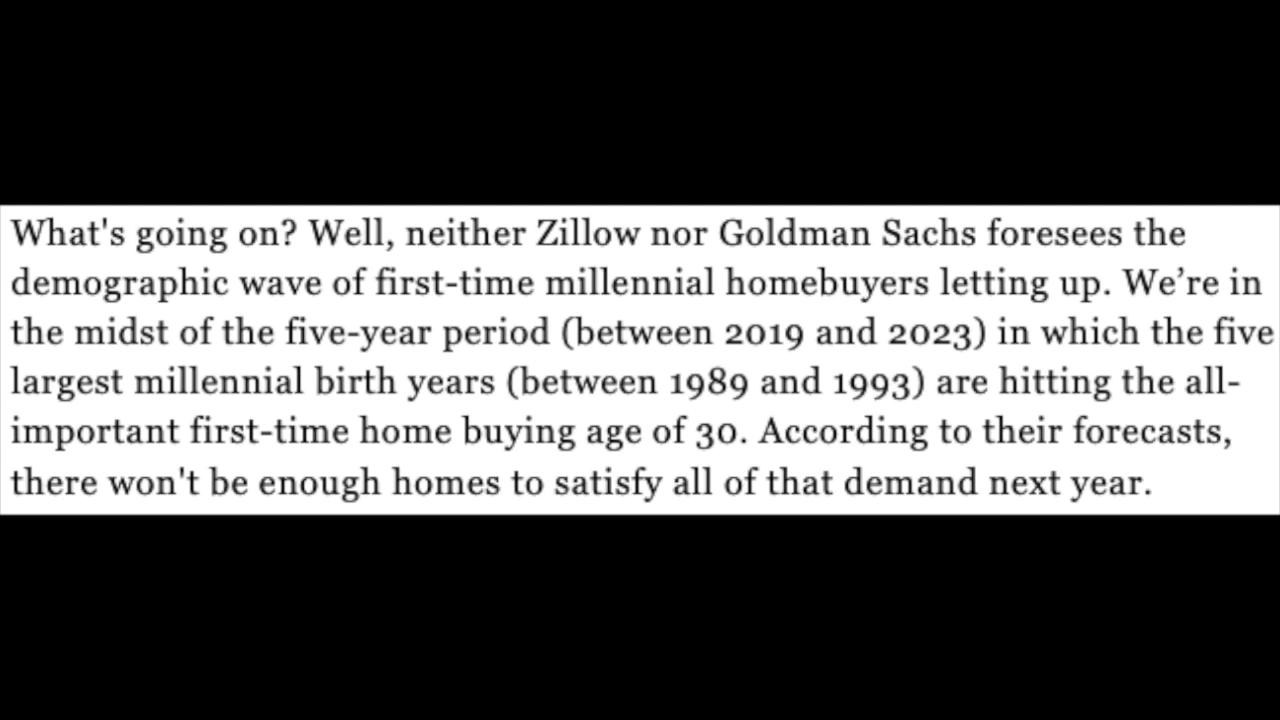 What's going on? Well, neither Zillow nor Goldman Sachs foresees the
demographic wave of first-time millennial homebuyers letting up. We’re in
the midst of the five-year period (between 2019 and 2023) in which the five
largest millennial birth years (between 1989 and 1993) are hitting the all-
important first-time home buying age of 30. According to their forecasts,
there won't be enough homes to satisfy all of that demand next year.